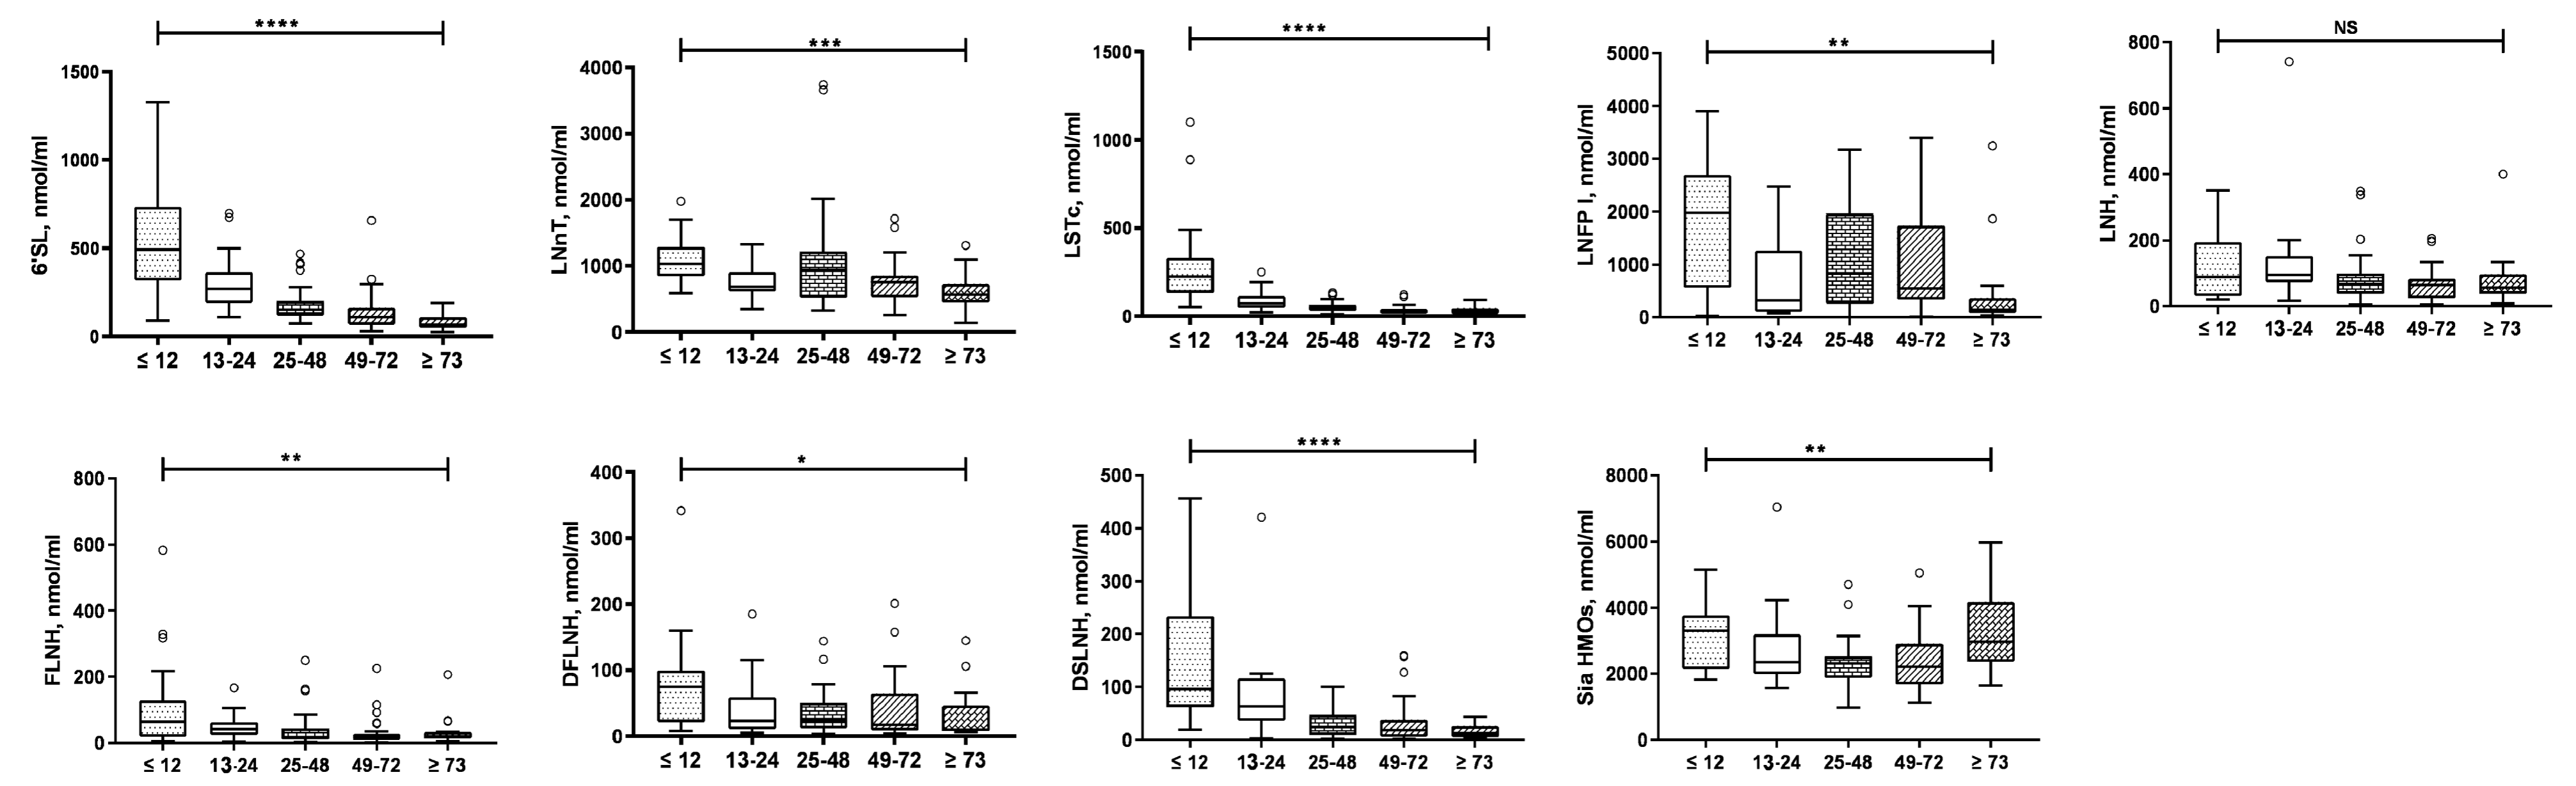 ****
6'SL, nmol/ml
1500
1000
500
0
≤ 12 13-24 25-48 49-72 ≥ 73
***
LNnT, nmol/ml
4000
3000
2000
1000
0
≤ 12 13-24 25-48 49-72 ≥ 73
****
LSTc, nmol/ml
1500
1000
500
0
≤ 12 13-24 25-48 49-72 ≥ 73
**
LNFP I, nmol/ml
5000
4000
3000
2000
1000
0
≤ 12 13-24 25-48 49-72 ≥ 73
NS
LNH, nmol/ml
800
600
400
200
0
≤ 12 13-24 25-48 49-72 ≥ 73
**
FLNH, nmol/ml
800
600
400
200
0
≤ 12 13-24 25-48 49-72 ≥ 73
*
DFLNH, nmol/ml
400
300
200
100
0
≤ 12 13-24 25-48 49-72 ≥ 73
****
DSLNH, nmol/ml
500
400
300
200
100
0
≤ 12 13-24 25-48 49-72 ≥ 73
**
Sia HMOs, nmol/ml
8000
6000
4000
2000
0
≤ 12 13-24 25-48 49-72 ≥ 73